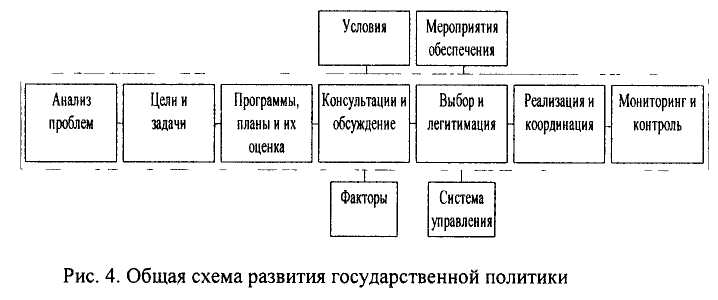 Условия
Мероприятия
обеспечения
Анализ
проблем
Цели и
задачи
Программы,
планы и их
оценка
Консультации и
обсуждение
Выбор и
легитимация
Реализация и
координация
Мониторинг и
контроль
Факторы
Система
управления
Рис. 4. Общая схема развития государственной политики